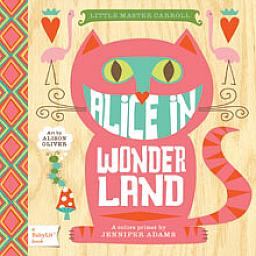 LITTLE MASTER CARROLL
ALICE IN
WONDER
LAND
Art by
ALISON
OLIVER
A colors primer by
JENNIFER ADAMS
a
BabyLit
book